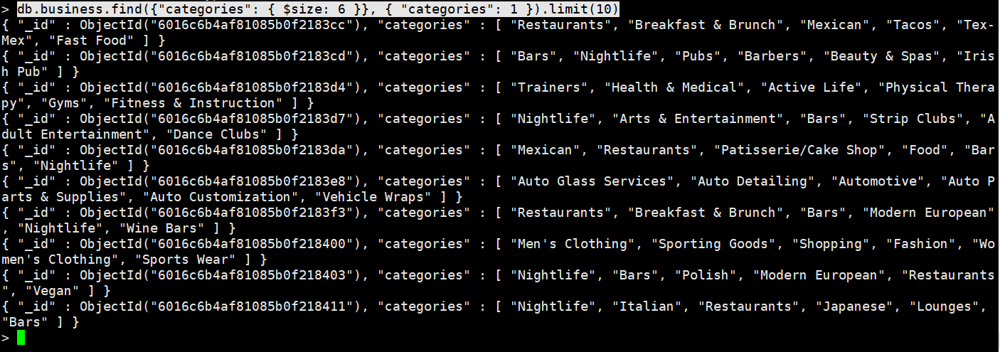 > db.business.find({"categories": { $size: 6 }}, { "categories": 1 }).limit(10)
{ "_id" : ObjectId("6016c6b4af81085b0f2183cc"), "categories" : [ "Restaurants", "Breakfast & Brunch", "Mexican", "Tacos", "Tex-
Mex", "Fast Food" ] }
{ "_id" : ObjectId("6016c6b4af81085b0f2183cd"), "categories" : [ "Bars", "Nightlife", "Pubs", "Barbers", "Beauty & Spas", "Iris
h Pub" ] }
{ "_id" : ObjectId("6016c6b4af81085b0f2183d4"), "categories" : [ "Trainers", "Health & Medical", "Active Life", "Physical Thera
py", "Gyms", "Fitness & Instruction" ] }
{ "_id" : ObjectId("6016c6b4af81085b0f2183d7"), "categories" : [ "Nightlife", "Arts & Entertainment", "Bars", "Strip Clubs", "A
dult Entertainment", "Dance Clubs" ] }
{ "_id" : ObjectId("6016c6b4af81085b0f2183da"), "categories" : [ "Mexican", "Restaurants", "Patisserie/Cake Shop", "Food", "Bar
s", "Nightlife" ] }
{ "_id" : ObjectId("6016c6b4af81085b0f2183e8"), "categories" : [ "Auto Glass Services", "Auto Detailing", "Automotive", "Auto P
arts & Supplies", "Auto Customization", "Vehicle Wraps" ] }
{ "_id" : ObjectId("6016c6b4af81085b0f2183f3"), "categories" : [ "Restaurants", "Breakfast & Brunch", "Bars", "Modern European"
, "Nightlife", "Wine Bars" ] }
{ "_id" : ObjectId("6016c6b4af81085b0f218400"), "categories" : [ "Men's Clothing", "Sporting Goods", "Shopping", "Fashion", "Wo
men's Clothing", "Sports Wear" ] }
{ "_id" : ObjectId("6016c6b4af81085b0f218403"), "categories" : [ "Nightlife", "Bars", "Polish", "Modern European", "Restaurants
", "Vegan" ] }
{ "_id" : ObjectId("6016c6b4af81085b0f218411"), "categories" : [ "Nightlife", "Italian", "Restaurants", "Japanese", "Lounges",
"Bars" ] }
>